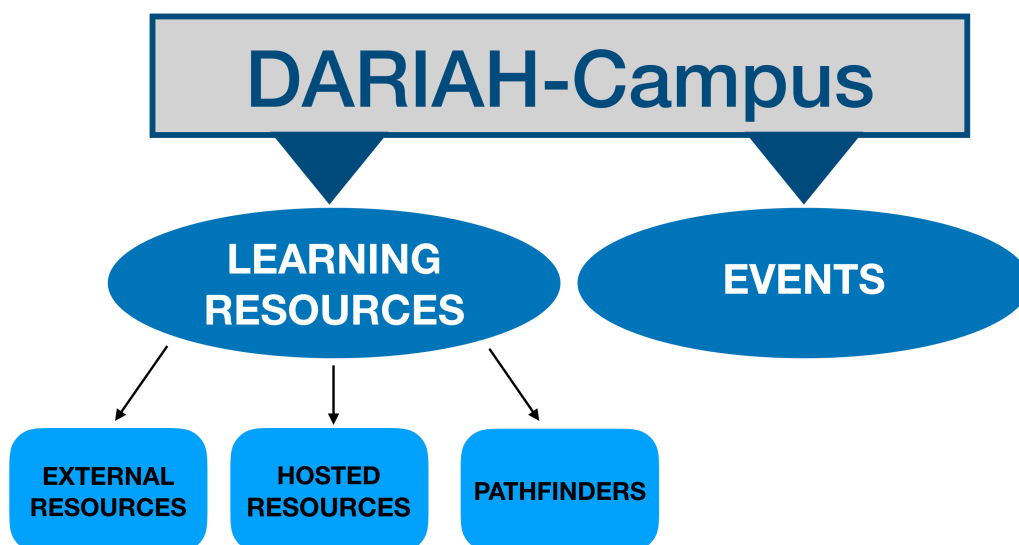 DARIAH-Campus
LEARNING
RESOURCES
EVENTS
EXTERNAL
RESOURCES
HOSTED
RESOURCES
PATHFINDERS